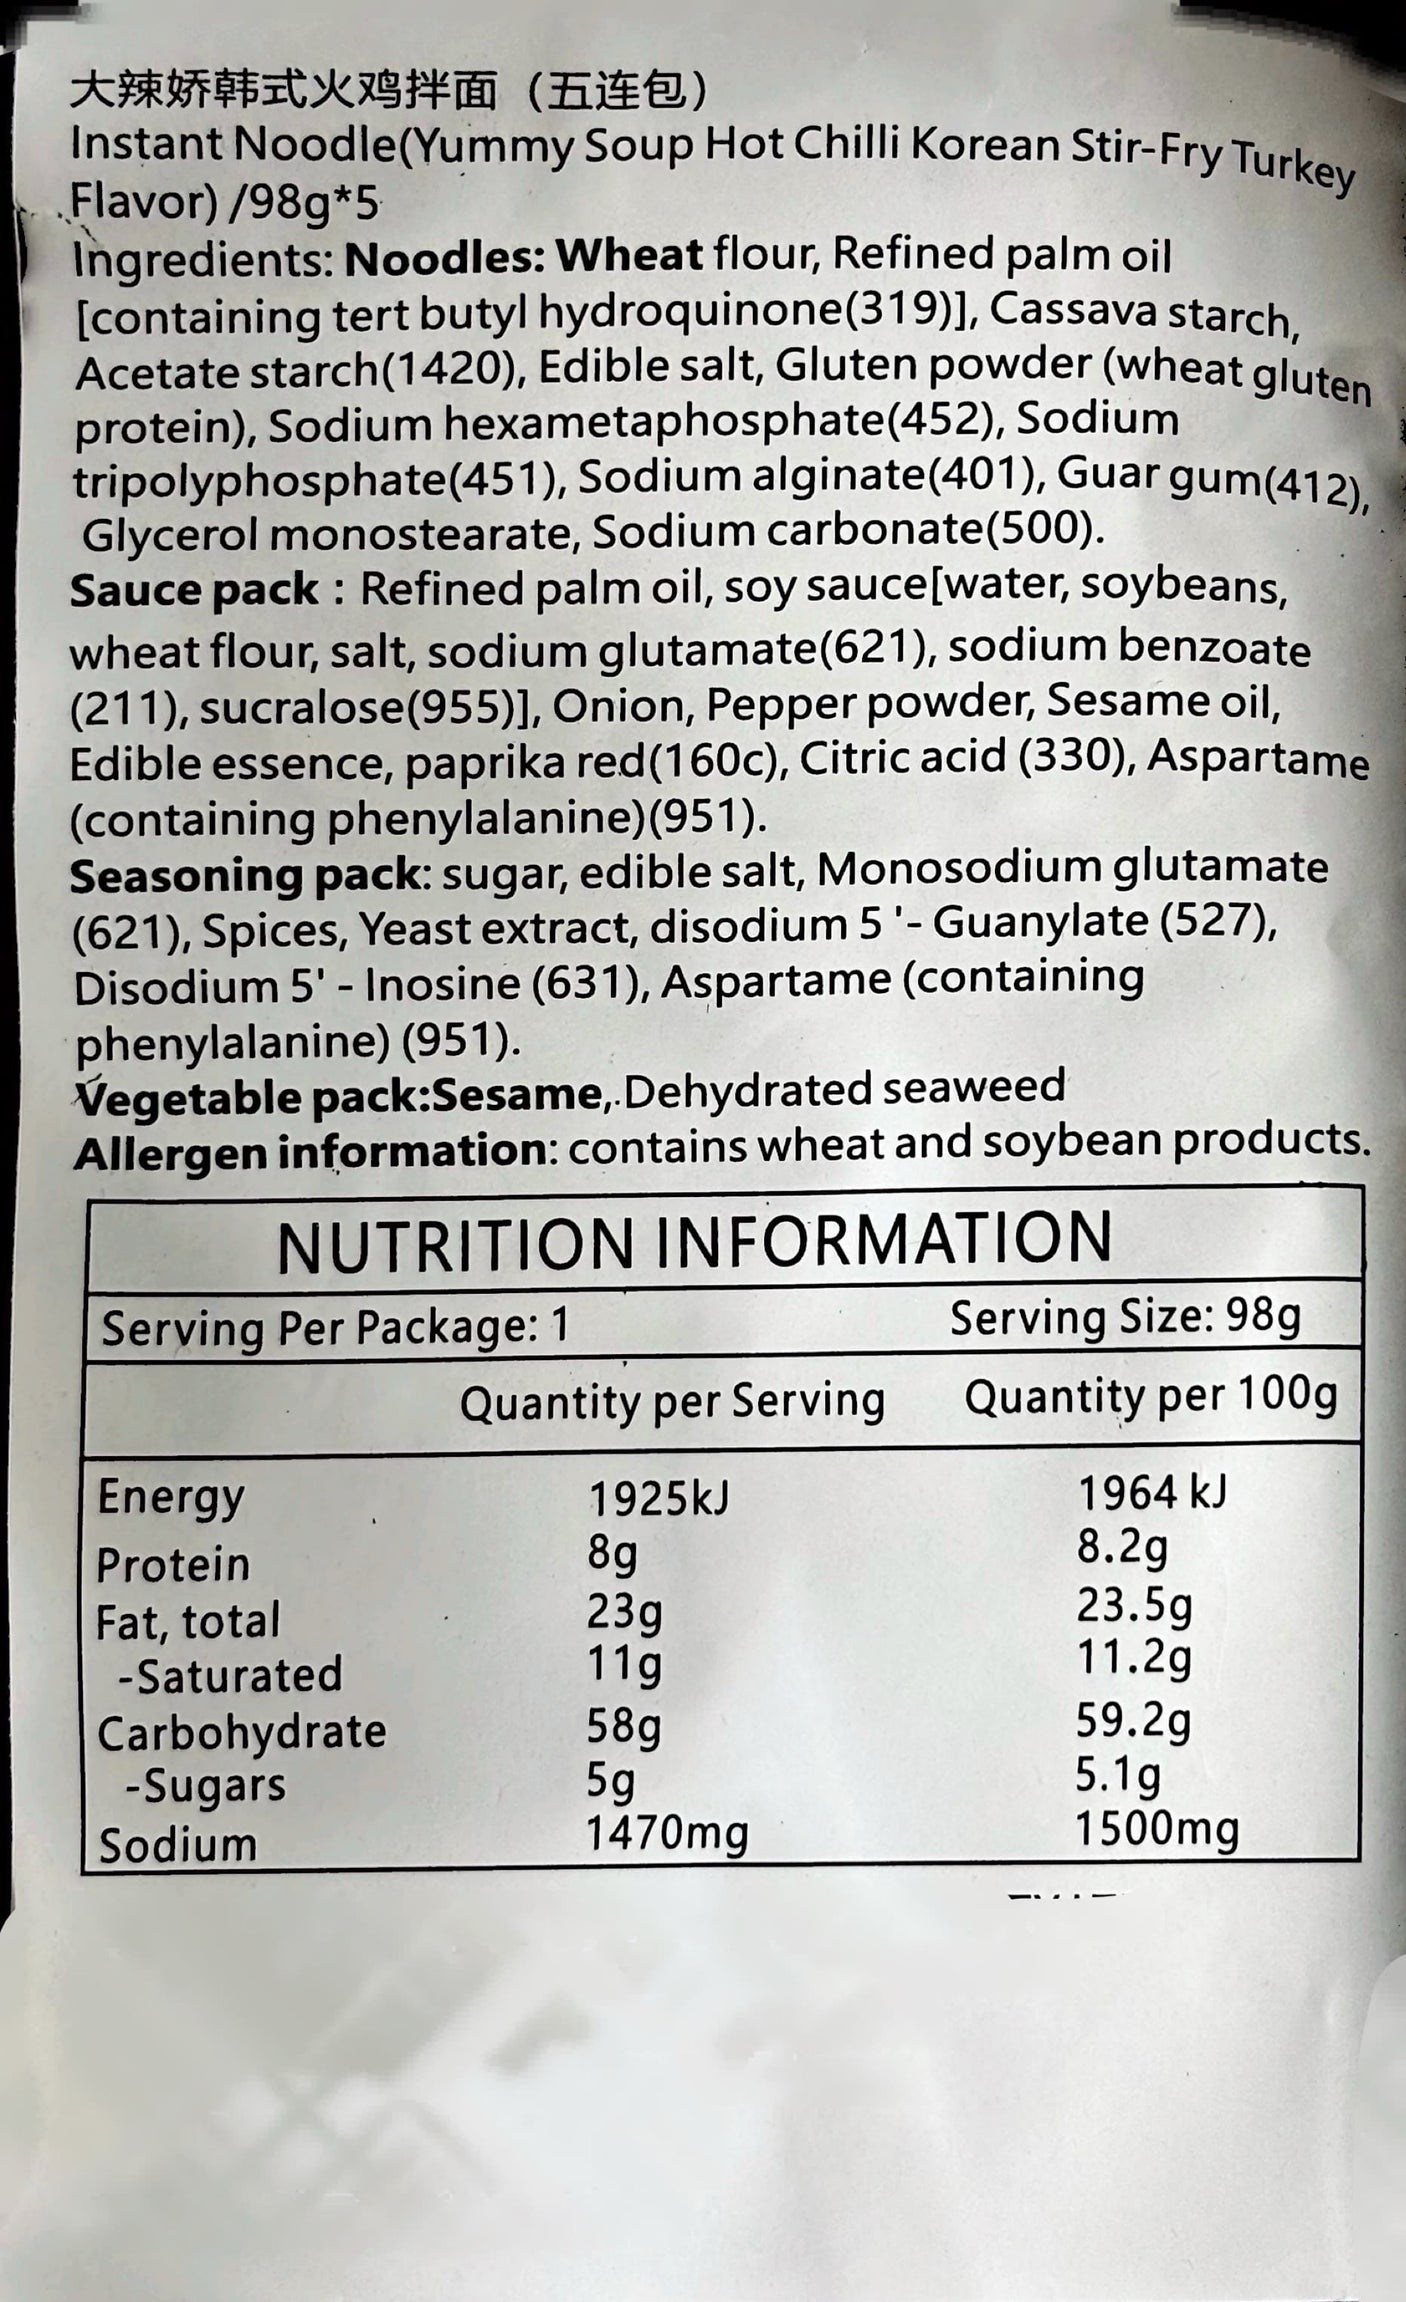 大辣娇韩式火鸡拌面（五连包）
Instant Noodle(Yummy Soup Hot Chilli Korean Stir-Fry Turkey
Flavor) /98g*5
Ingredients: Noodles: Wheat flour, Refined palm oil
[containing tert butyl hydroquinone(319)], Cassava starch,
Acetate starch(1420), Edible salt, Gluten powder (wheat gluten
protein), Sodium hexametaphosphate(452), Sodium
tripolyphosphate(451), Sodium alginate(401), Guar gum(412),
Glycerol monostearate, Sodium carbonate(500).
Sauce pack : Refined palm oil, soy sauce[water, soybeans,
wheat flour, salt, sodium glutamate(621), sodium benzoate
(211), sucralose(955)], Onion, Pepper powder, Sesame oil,
Edible essence, paprika red(160c), Citric acid (330), Aspartame
(containing phenylalanine)(951).
Seasoning pack: sugar, edible salt, Monosodium glutamate
(621), Spices, Yeast extract, disodium 5 '- Guanylate (527),
Disodium 5' - Inosine (631), Aspartame (containing
phenylalanine) (951).
Vegetable pack:Sesame, Dehydrated seaweed
Allergen information: contains wheat and soybean products.
NUTRITION INFORMATION
Serving Per Package: 1 Serving Size: 98g
Quantity per Serving Quantity per 100g
Energy 1925kJ 1964 kJ
Protein 8g 8.2g
Fat, total 23g 23.5g
-Saturated 11g 11.2g
Carbohydrate 58g 59.2g
-Sugars 5g 5.1g
Sodium 1470mg 1500mg